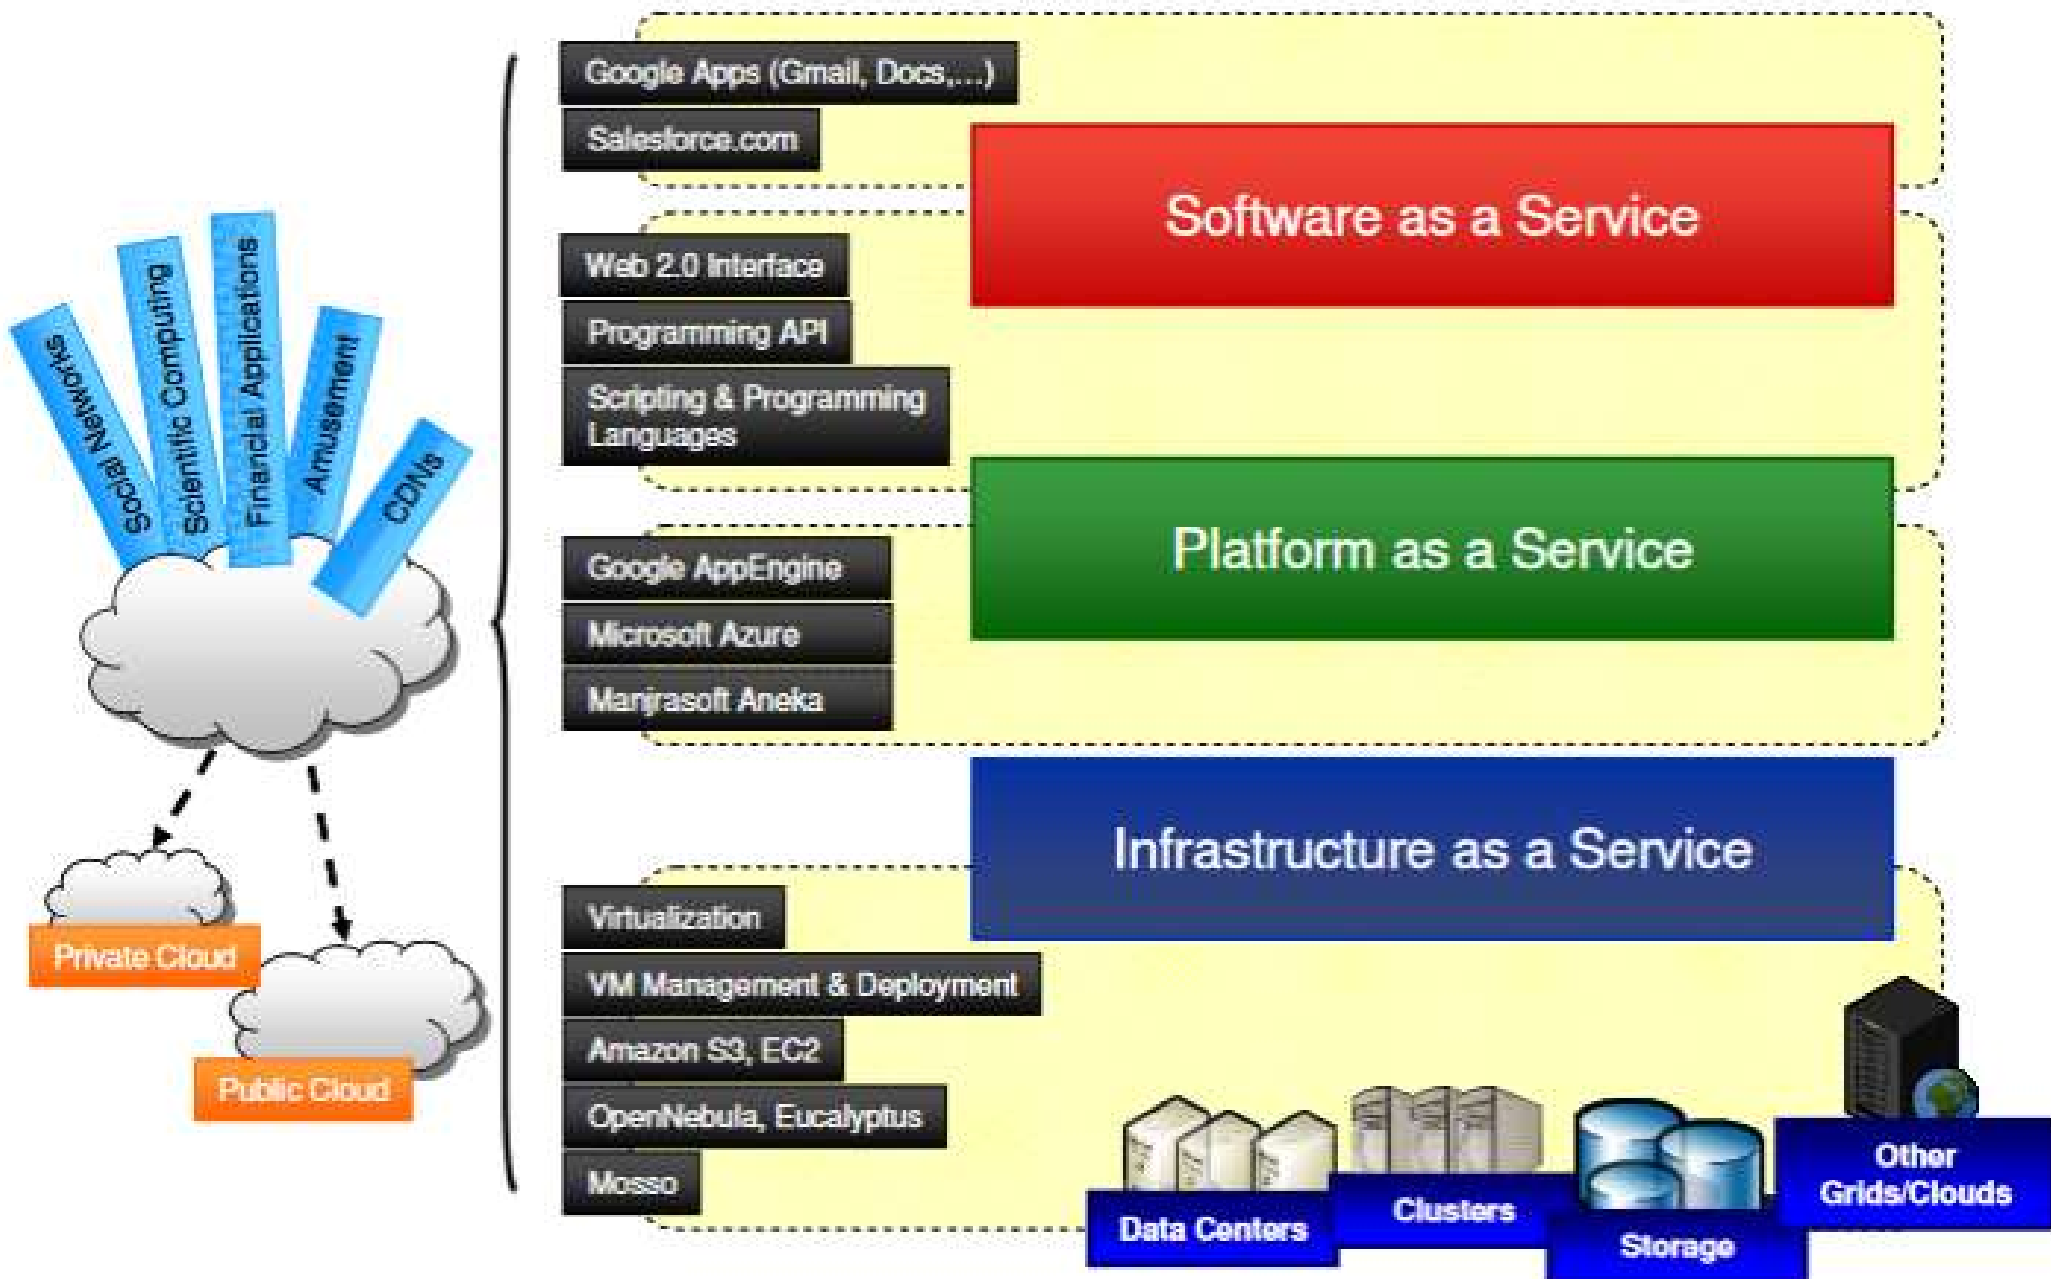 Google Apps (Gmail, Docs,...)
Salesforce.com
Software as a Service
Web 2.0 Interface
Programming API
Scripting & Programming
Languages
Platform as a Service
Google AppEngine
Microsoft Azure
Manjrasoft Aneka
Infrastructure as a Service
Virtualization
VM Management & Deployment
Amazon S3, EC2
OpenNebula, Eucalyptus
Mosso
Data Centers
Clusters
Storage
Other
Grids/Clouds
Social Networks
Scientific Computing
Financial Applications
Amusement
CDNs
Private Cloud
Public Cloud